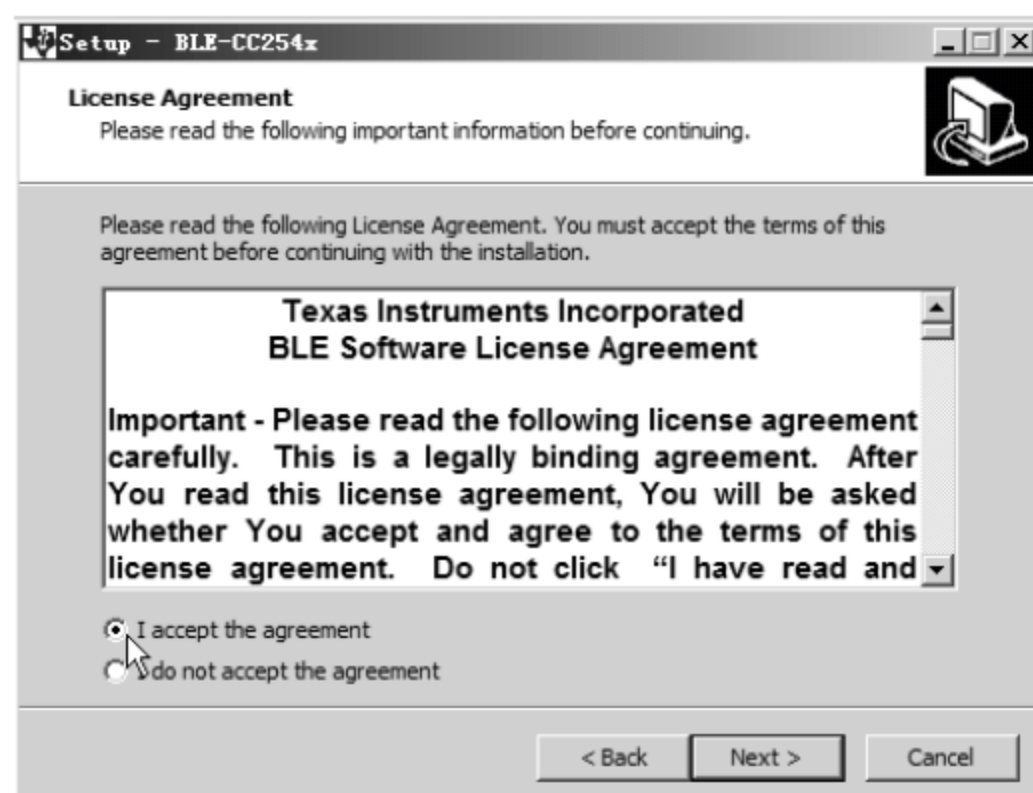 Setup - BLE-CC254x
License Agreement
Please read the following important information before continuing.
Please read the following License Agreement. You must accept the terms of this
agreement before continuing with the installation.
Texas Instruments Incorporated
BLE Software License Agreement
Important - Please read the following license agreement
carefully. This is a legally binding agreement. After
You read this license agreement, You will be asked
whether You accept and agree to the terms of this
license agreement. Do not click “I have read and
I accept the agreement
I do not accept the agreement
< Back
Next >
Cancel